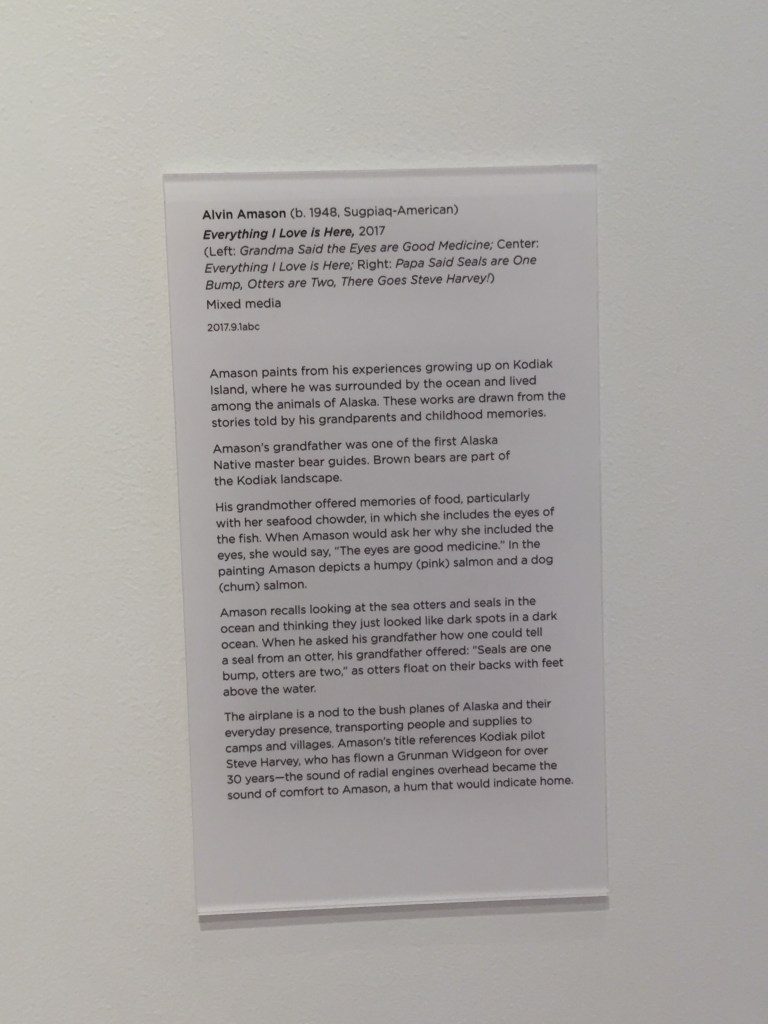 Alvin Amason (b. 1948, Sugpiaq-American)
Everything I Love is Here, 2017
(Left: Grandma Said the Eyes are Good Medicine; Center:
Everything I Love is Here; Right: Papa Said Seals are One
Bump, Otters are Two, There Goes Steve Harvey!)
Mixed media
2017.9.1abc
Amason paints from his experiences growing up on Kodiak
Island, where he was surrounded by the ocean and lived
among the animals of Alaska. These works are drawn from the
stories told by his grandparents and childhood memories.
Amason's grandfather was one of the first Alaska
Native master bear guides. Brown bears are part of
the Kodiak landscape.
His grandmother offered memories of food, particularly
with her seafood chowder, in which she includes the eyes of
the fish. When Amason would ask her why she included the
eyes, she would say, "The eyes are good medicine." In the
painting Amason depicts a humpy (pink) salmon and a dog
(chum) salmon.
Amason recalls looking at the sea otters and seals in the
ocean and thinking they just looked like dark spots in a dark
ocean. When he asked his grandfather how one could tell
a seal from an otter, his grandfather offered: "Seals are one
bump, otters are two," as otters float on their backs with feet
above the water.
The airplane is a nod to the bush planes of Alaska and their
everyday presence, transporting people and supplies to
camps and villages. Amason's title references Kodiak pilot
Steve Harvey, who has flown a Grunman Widgeon for over
30 years—the sound of radial engines overhead became the
sound of comfort to Amason, a hum that would indicate home.